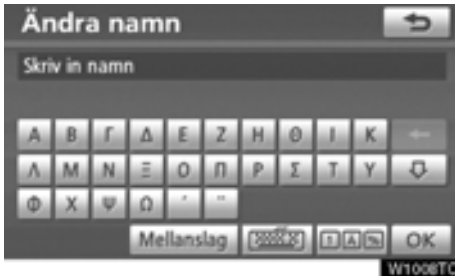 Ändra namn
Skriv in namn
Α Β Γ Δ Ε Ζ Η Θ Ι Κ ←
Λ Μ Ν Ξ Ο Π Ρ Σ Τ Υ
Φ Χ Ψ Ω ΄ ¨
Mellanslag ! A % OK
W1008TC